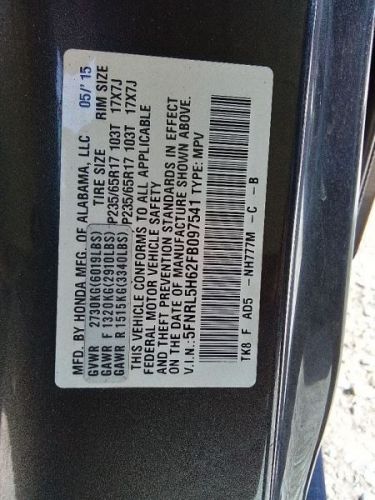 MFD. BY HONDA MFG. OF ALABAMA, LLC 05/'15
GVWR 2730KG(6019LBS) TIRE SIZE RIM SIZE
GAWR F 1320KG(2910LBS) P235/65R17 103T 17X7J
GAWR R 1515KG(3340LBS) P235/65R17 103T 17X7J
THIS VEHICLE CONFORMS TO ALL APPLICABLE
FEDERAL MOTOR VEHICLE SAFETY
AND THEFT PREVENTION STANDARDS IN EFFECT
ON THE DATE OF MANUFACTURE SHOWN ABOVE.
V.I.N.: 5FNRL5H62FB097541 TYPE: MPV
TK8 F AD5 -NH777M -C -B